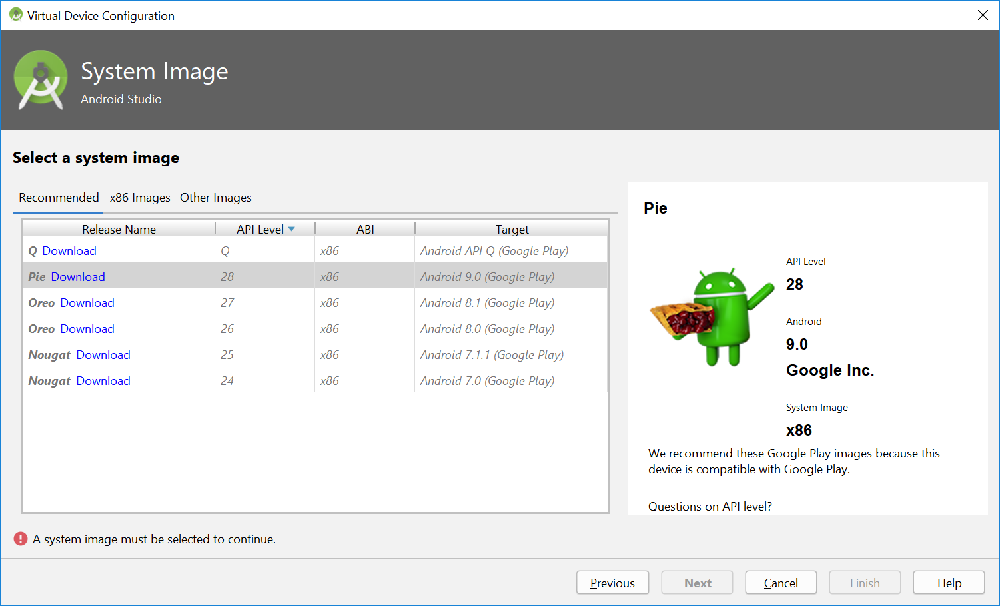 Virtual Device Configuration
System Image
Android Studio
Select a system image
Recommended x86 Images Other Images
Release Name API Level ABI Target
Q Download Q x86 Android API Q (Google Play)
Pie Download 28 x86 Android 9.0 (Google Play)
Oreo Download 27 x86 Android 8.1 (Google Play)
Oreo Download 26 x86 Android 8.0 (Google Play)
Nougat Download 25 x86 Android 7.1.1 (Google Play)
Nougat Download 24 x86 Android 7.0 (Google Play)
Pie
API Level
28
Android
9.0
Google Inc.
System Image
x86
We recommend these Google Play images because this
device is compatible with Google Play.
Questions on API level?
A system image must be selected to continue.
Previous Next Cancel Finish Help